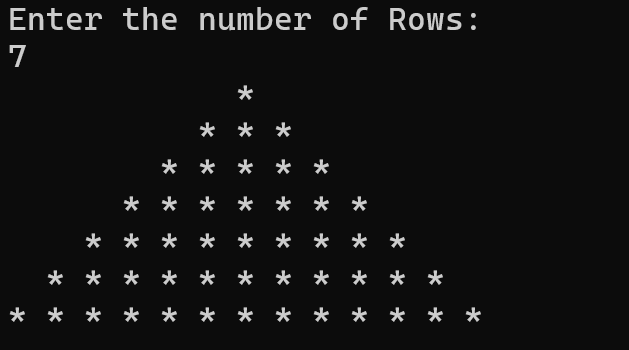 Enter the number of Rows:
7
            *
          * * *
        * * * * *
      * * * * * * *
    * * * * * * * * *
  * * * * * * * * * * *
* * * * * * * * * * * * *